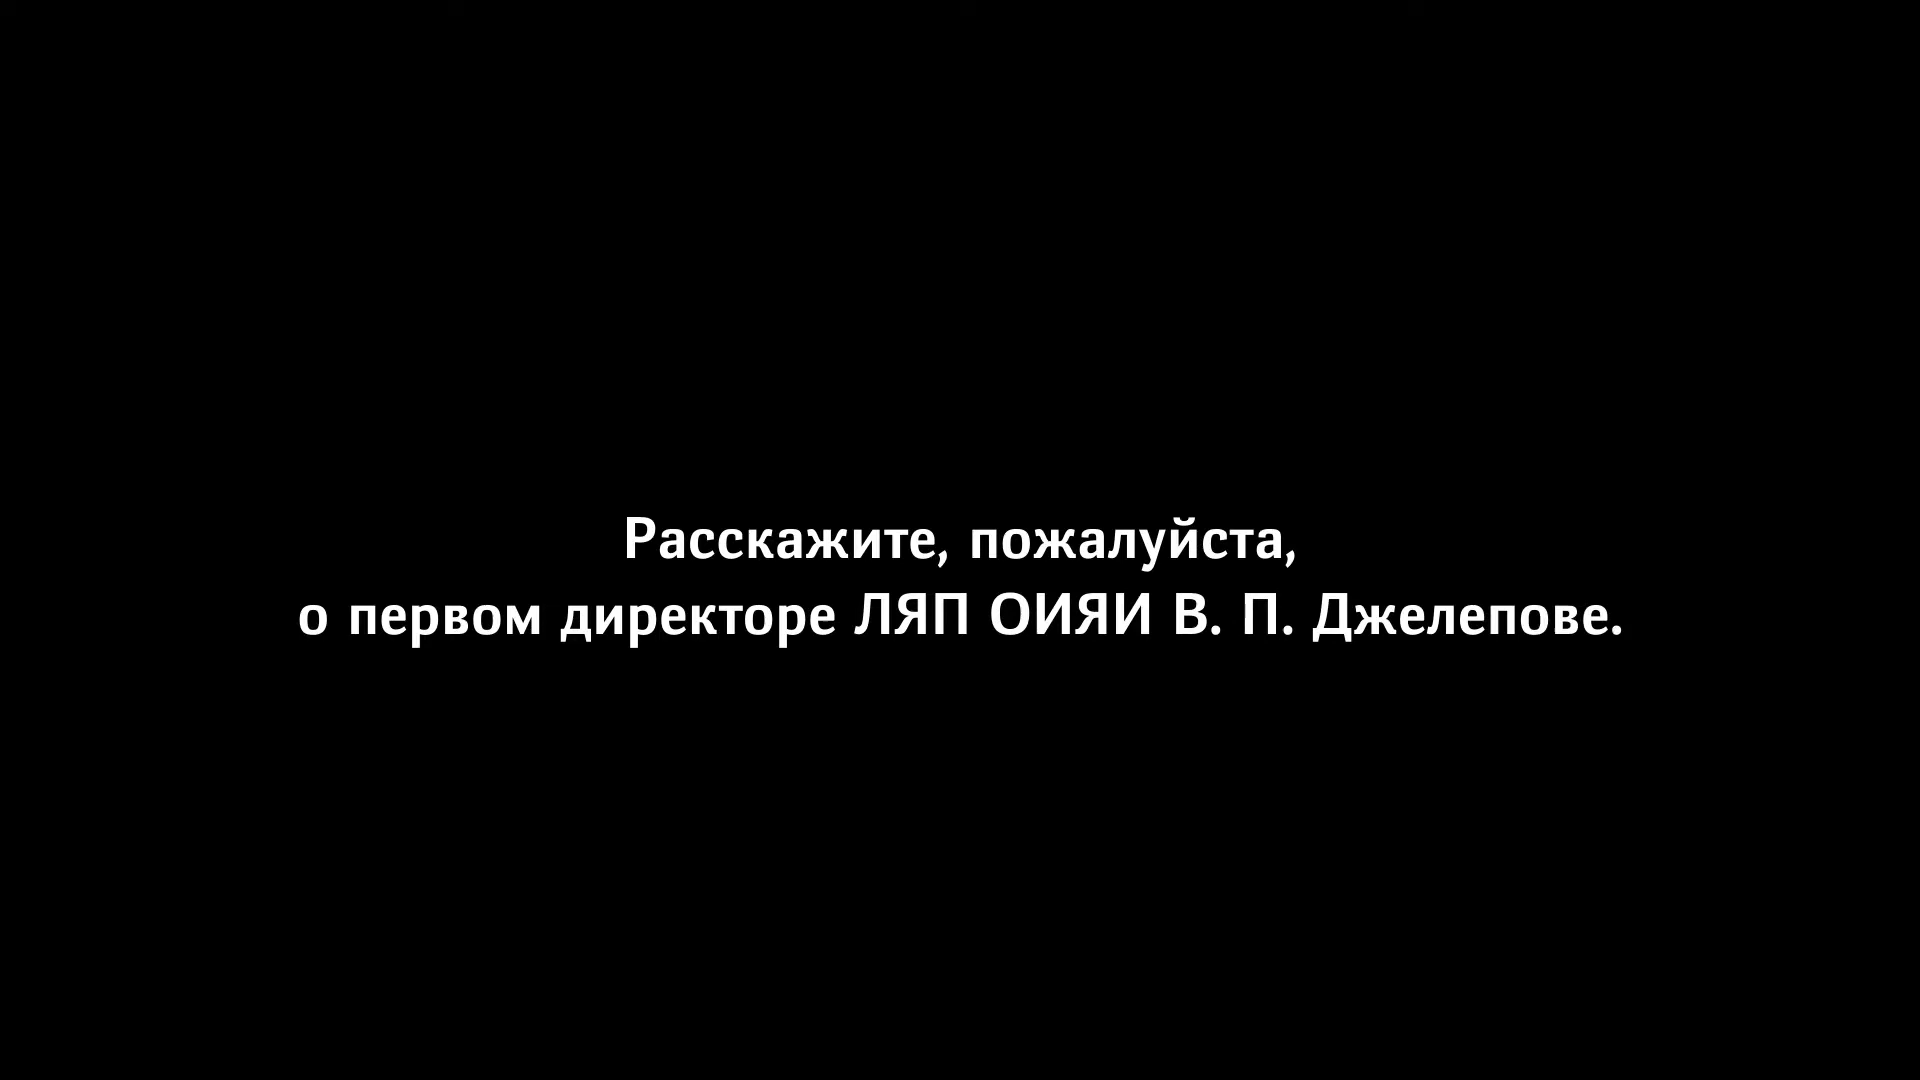 Расскажите, пожалуйста,
о первом директоре ЛЯП ОИЯИ В. П. Джелепове.